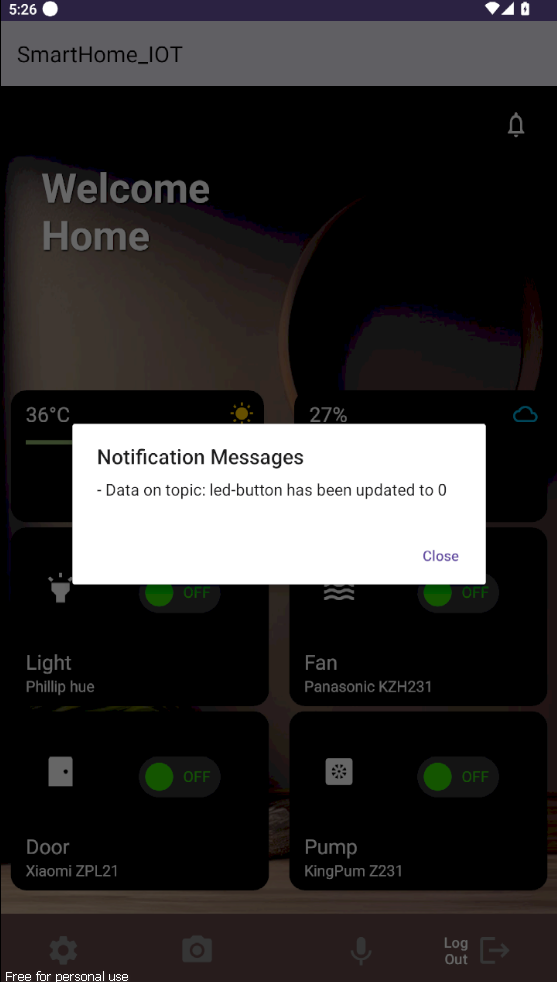 5:26
SmartHome_IOT
Welcome
Home
36°C
27%
Notification Messages
- Data on topic: led-button has been updated to 0
Close
OFF
OFF
Light
Phillip hue
Fan
Panasonic KZH231
OFF
OFF
Door
Xiaomi ZPL21
Pump
KingPum Z231
Log
Out
Free for personal use